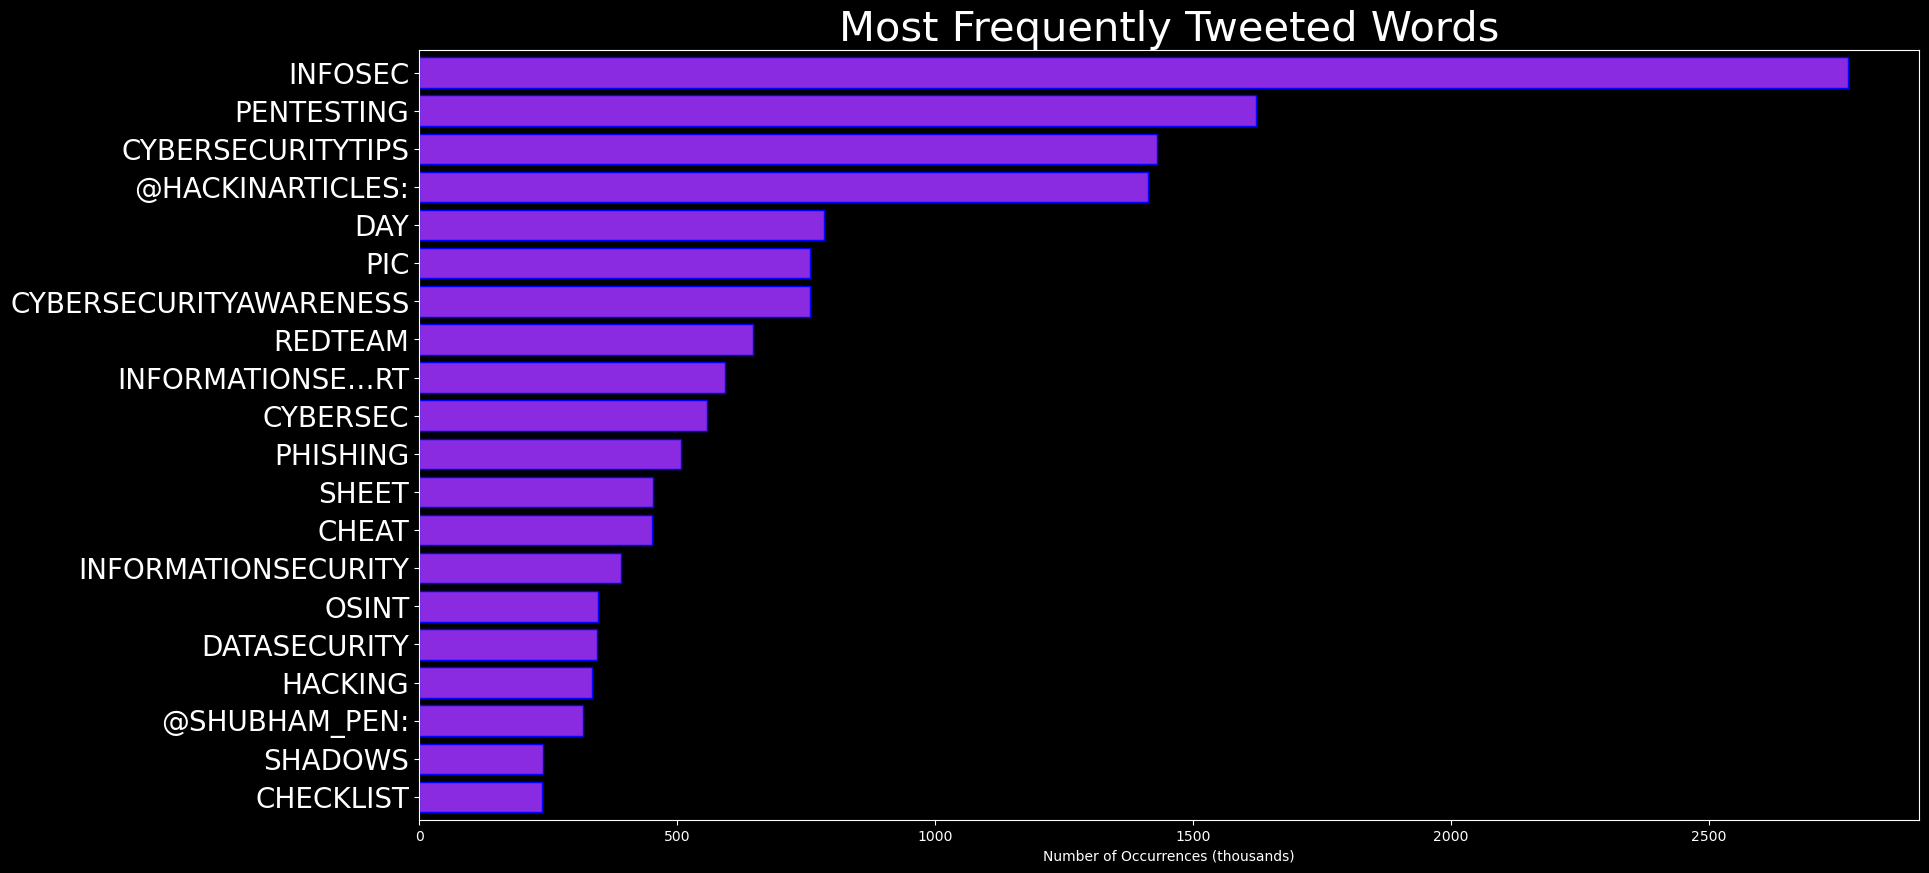 Most Frequently Tweeted Words
INFOSEC
PENTESTING
CYBERSECURITYTIPS
@HACKINARTICLES:
DAY
PIC
CYBERSECURITYAWARENESS
REDTEAM
INFORMATIONSE…RT
CYBERSEC
PHISHING
SHEET
CHEAT
INFORMATIONSECURITY
OSINT
DATASECURITY
HACKING
@SHUBHAM_PEN:
SHADOWS
CHECKLIST
0 500 1000 1500 2000 2500
Number of Occurrences (thousands)